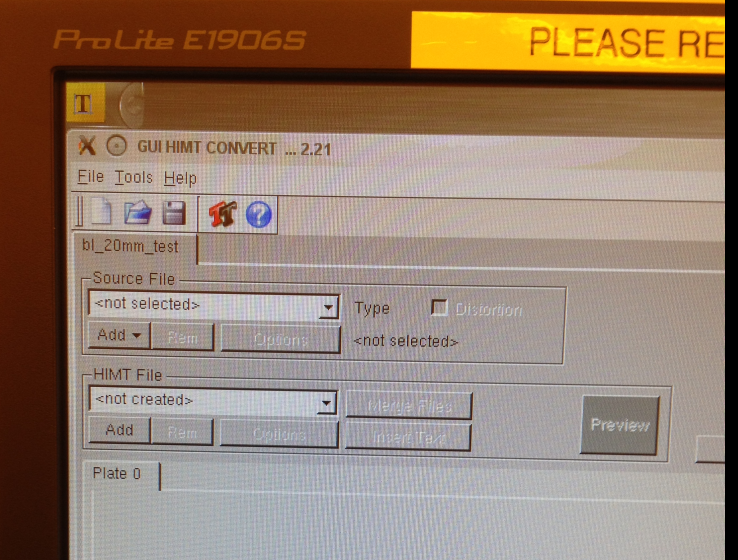 ProLite E1906S
PLEASE RE
T
GUI HIMT CONVERT ... 2.21
File Tools Help
bl_20mm_test
Source File
<not selected>
Type
Distortion
Add
Rem
Options
<not selected>
HIMT File
<not created>
Merge Files
Add
Rem
Options
Insert Text
Preview
Plate 0